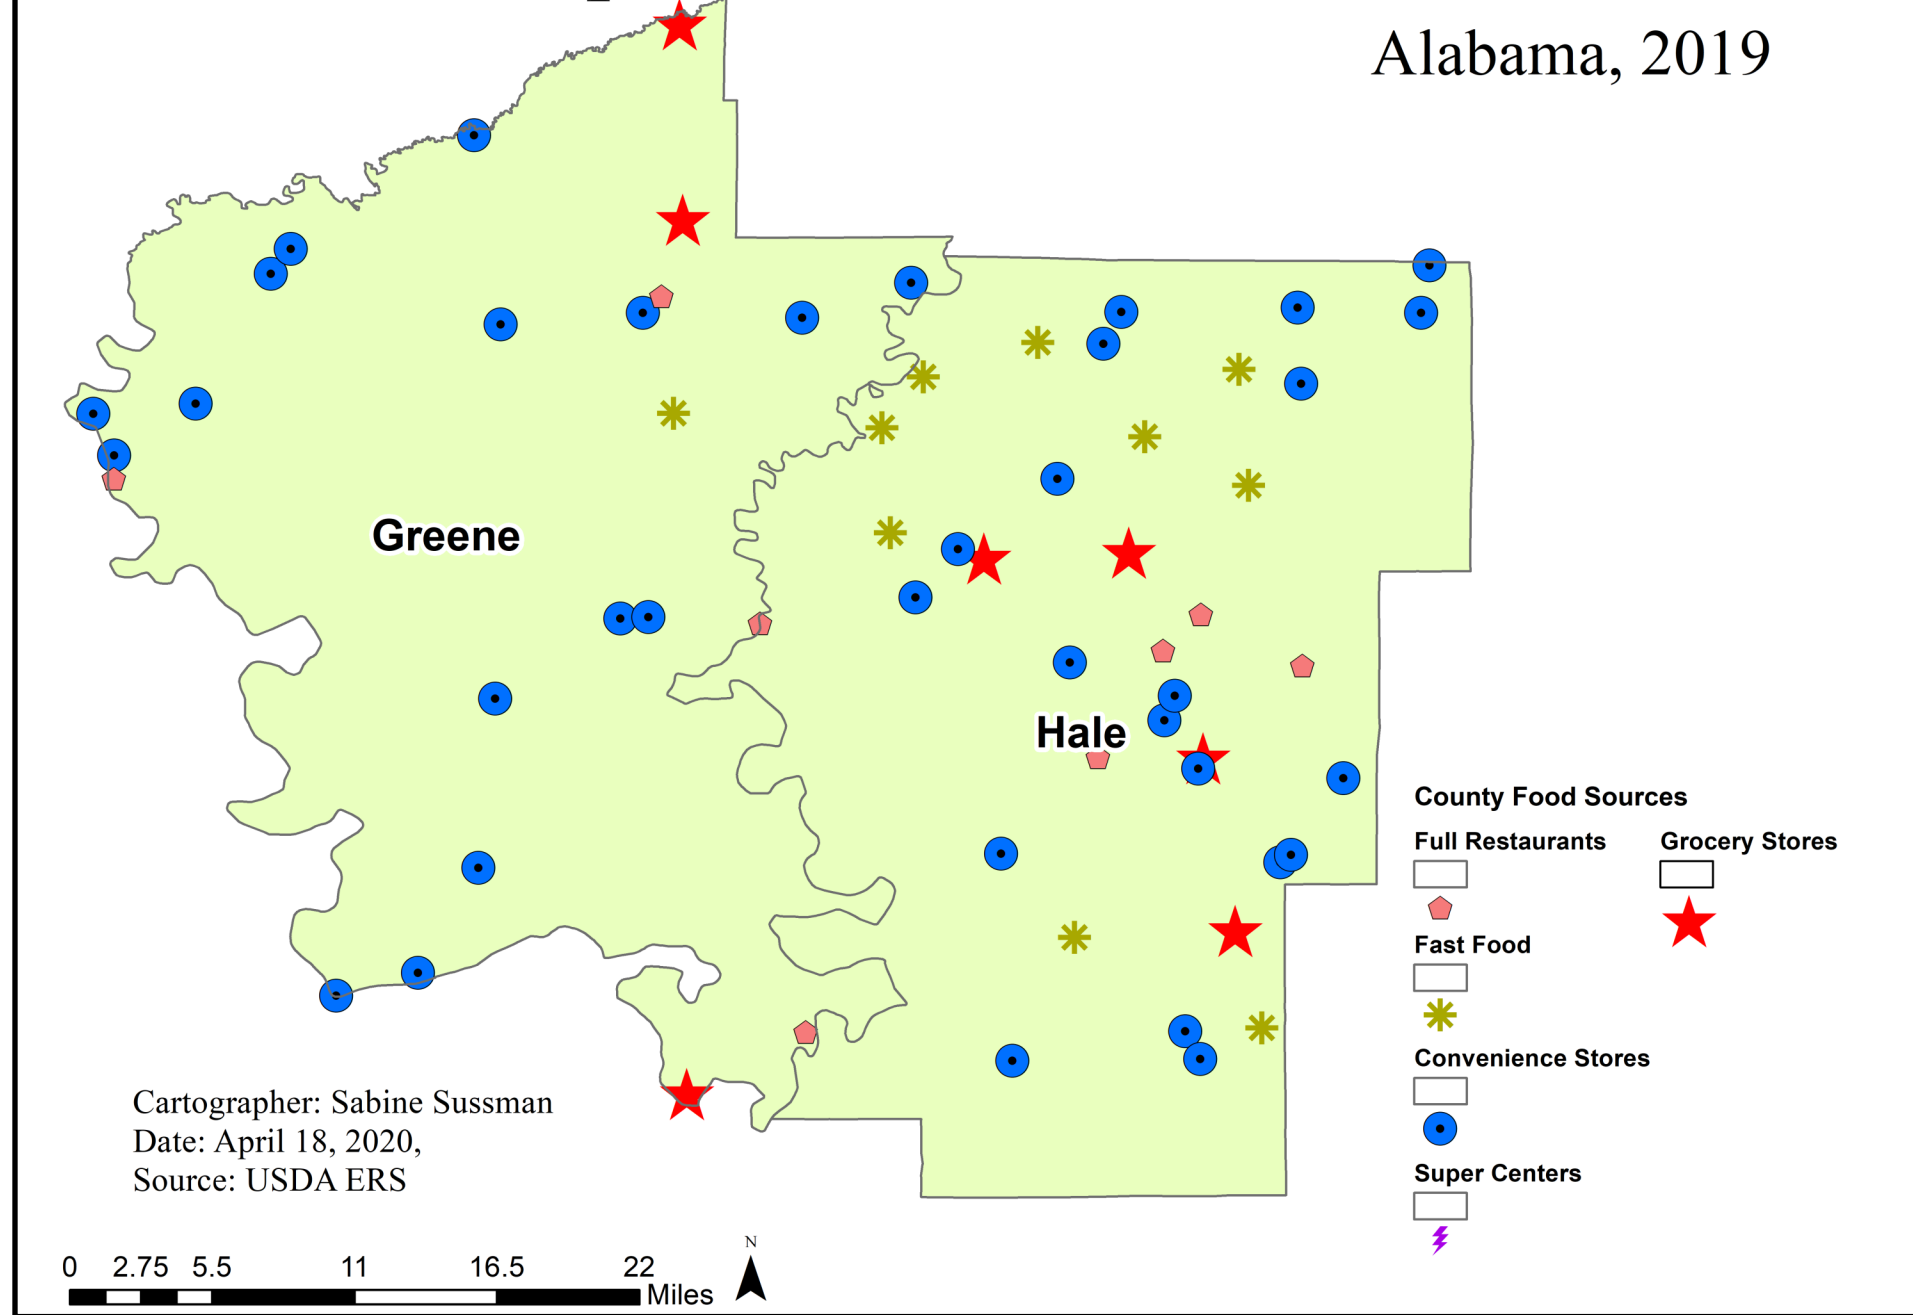 Alabama, 2019
Greene
Hale
County Food Sources
Full Restaurants
Grocery Stores
Fast Food
Convenience Stores
Super Centers
Cartographer: Sabine Sussman
Date: April 18, 2020,
Source: USDA ERS
N
0 2.75 5.5 11 16.5 22
Miles